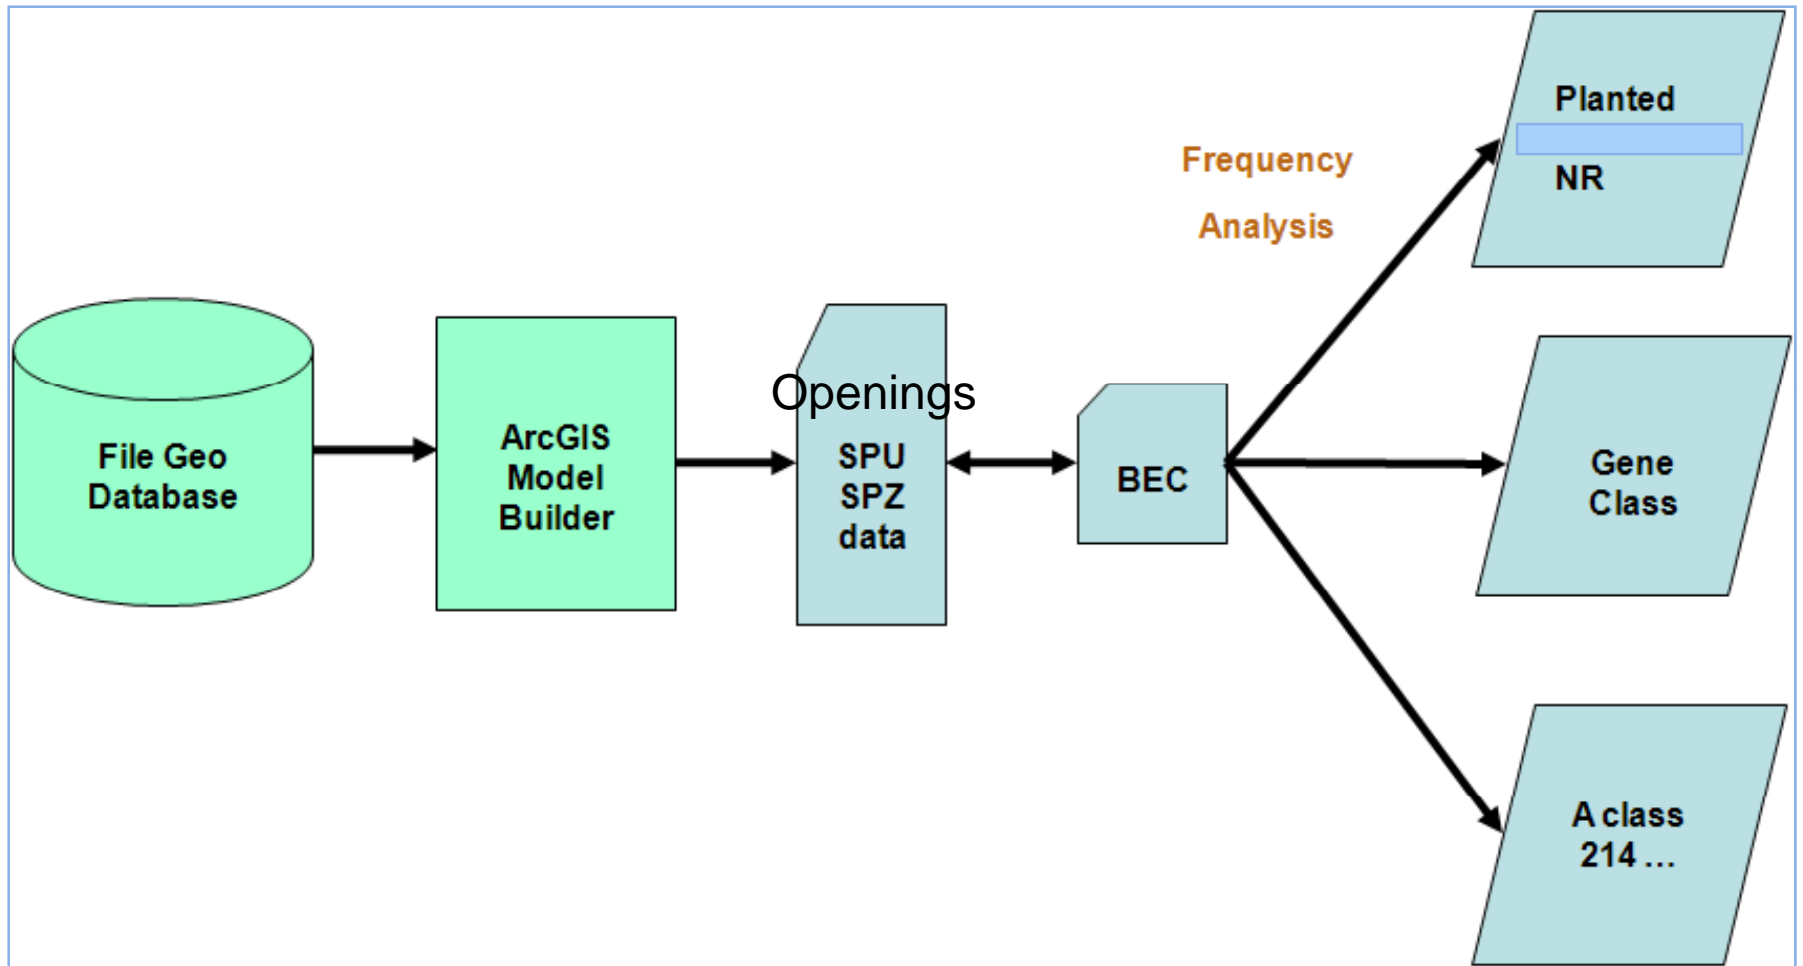 File Geo
Database
ArcGIS
Model
Builder
Openings
SPU
SPZ
data
BEC
Frequency
Analysis
Planted
NR
Gene
Class
A class
214 ...